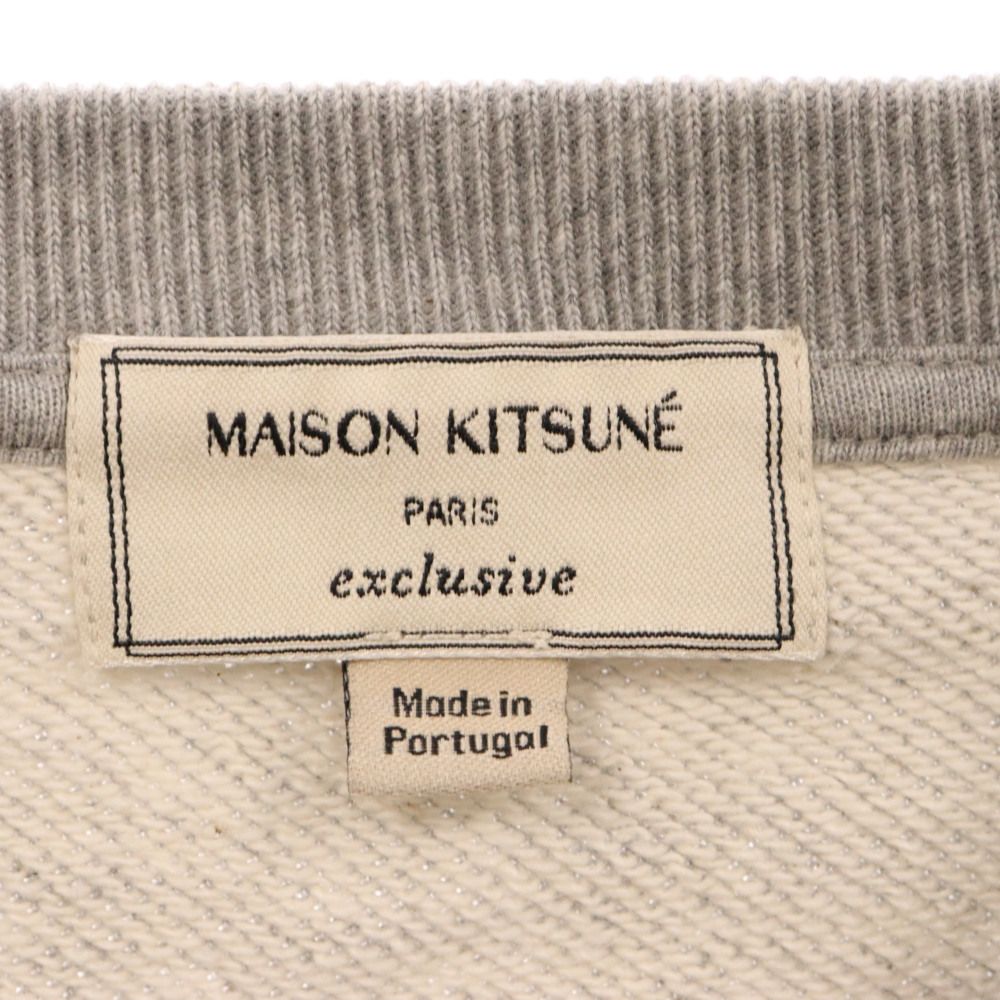 MAISON KITSUNÉ
PARIS
exclusive
Made in
Portugal